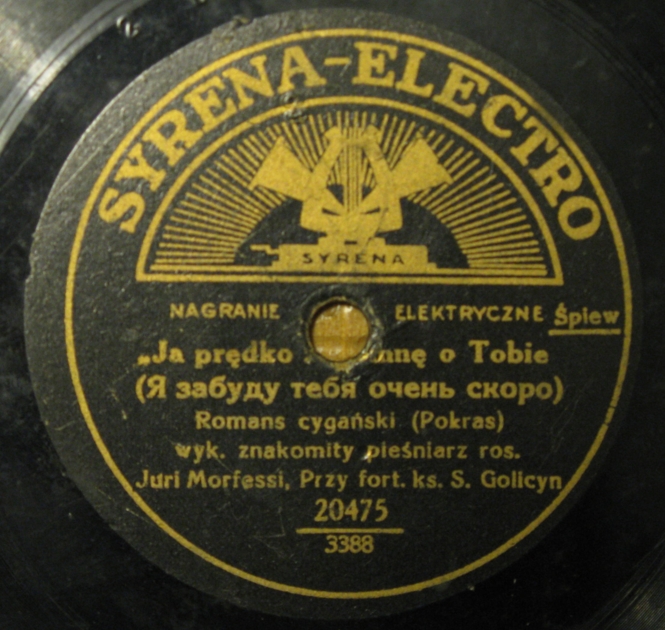 SYRENA-ELECTRO
SYRENA
NAGRANIE ELEKTRYCZNE Śpiew
„Ja prędko o Tobie
(Я забуду тебя очень скоро)
Romans cygański (Pokras)
wyk. znakomity pieśniarz ros.
Juri Morfessi, Przy fort. ks. S. Golicyn
20475
3388